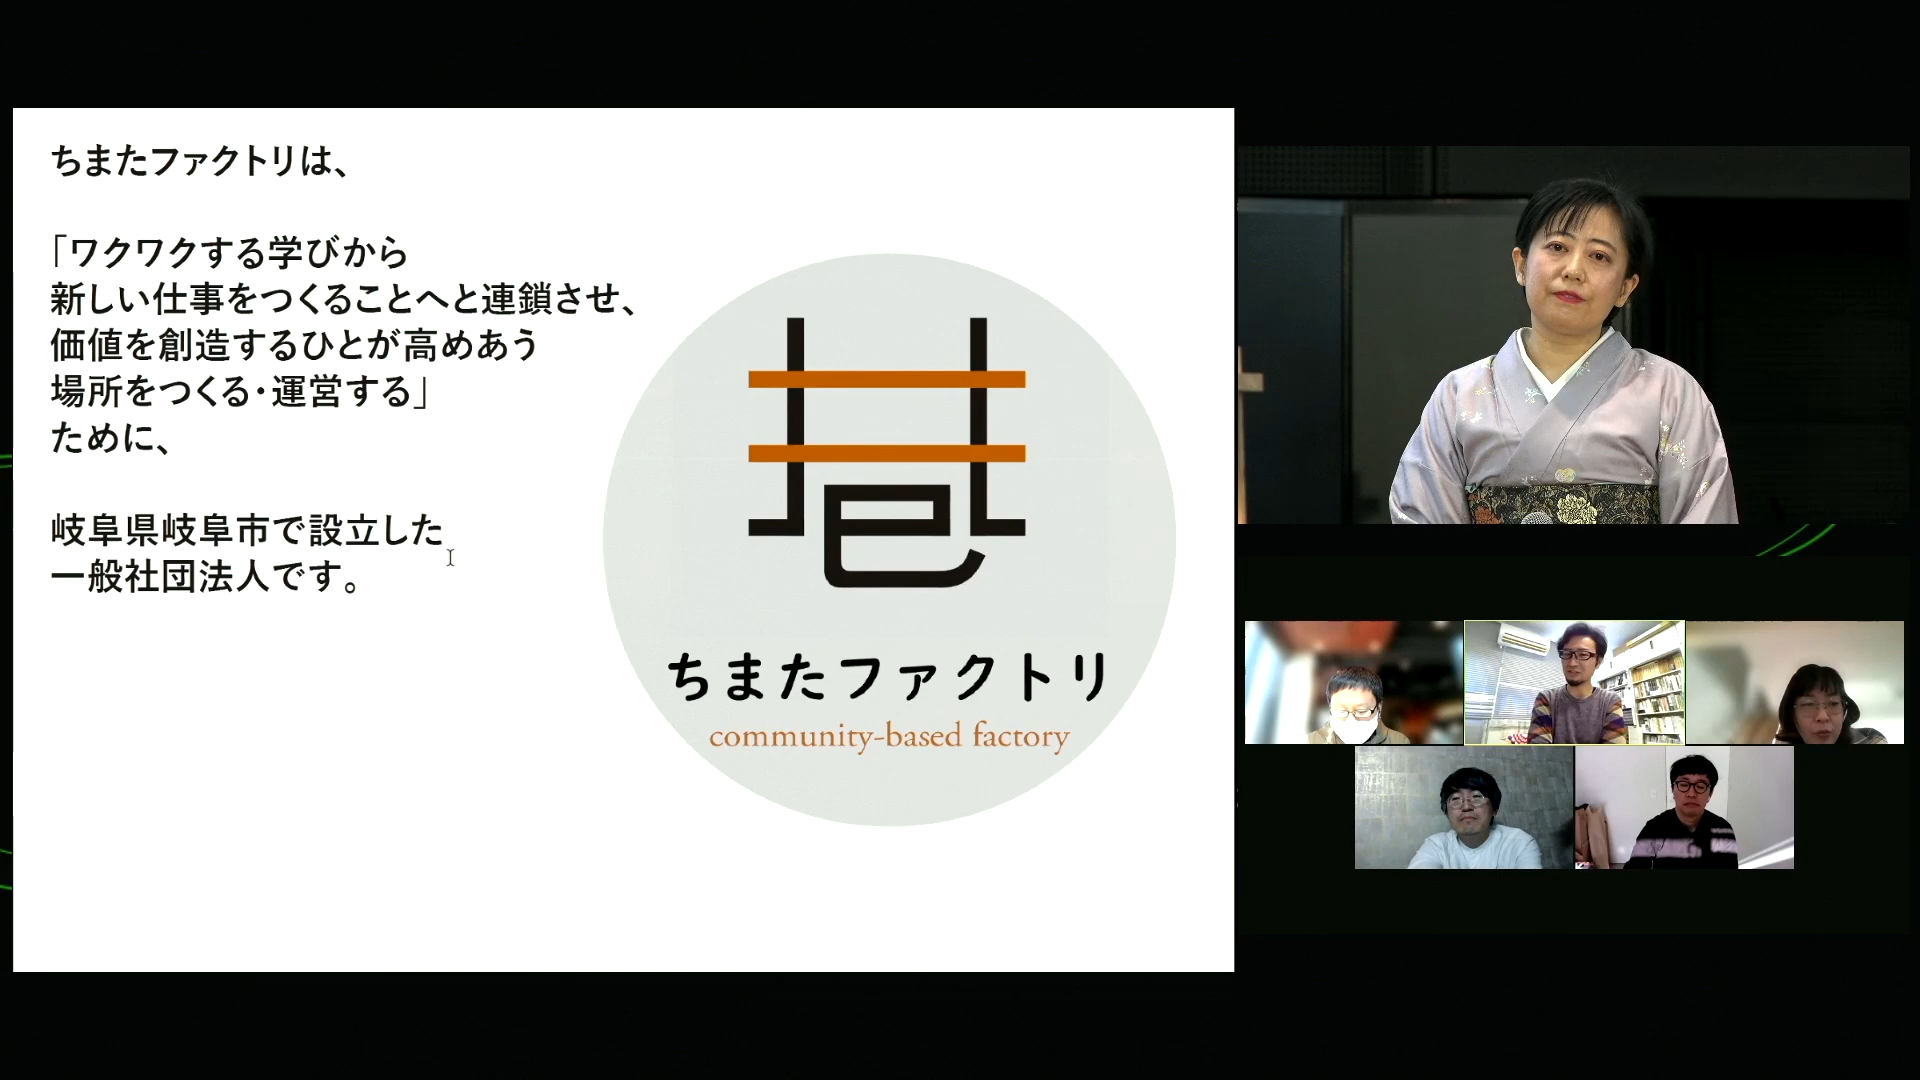 ちまたファクトリは、
「ワクワクする学びから
新しい仕事をつくることへと連鎖させ、
価値を創造するひとが高めあう
場所をつくる・運営する」
ために、
岐阜県岐阜市で設立した
一般社団法人です。
巷
ちまたファクトリ
community-based factory